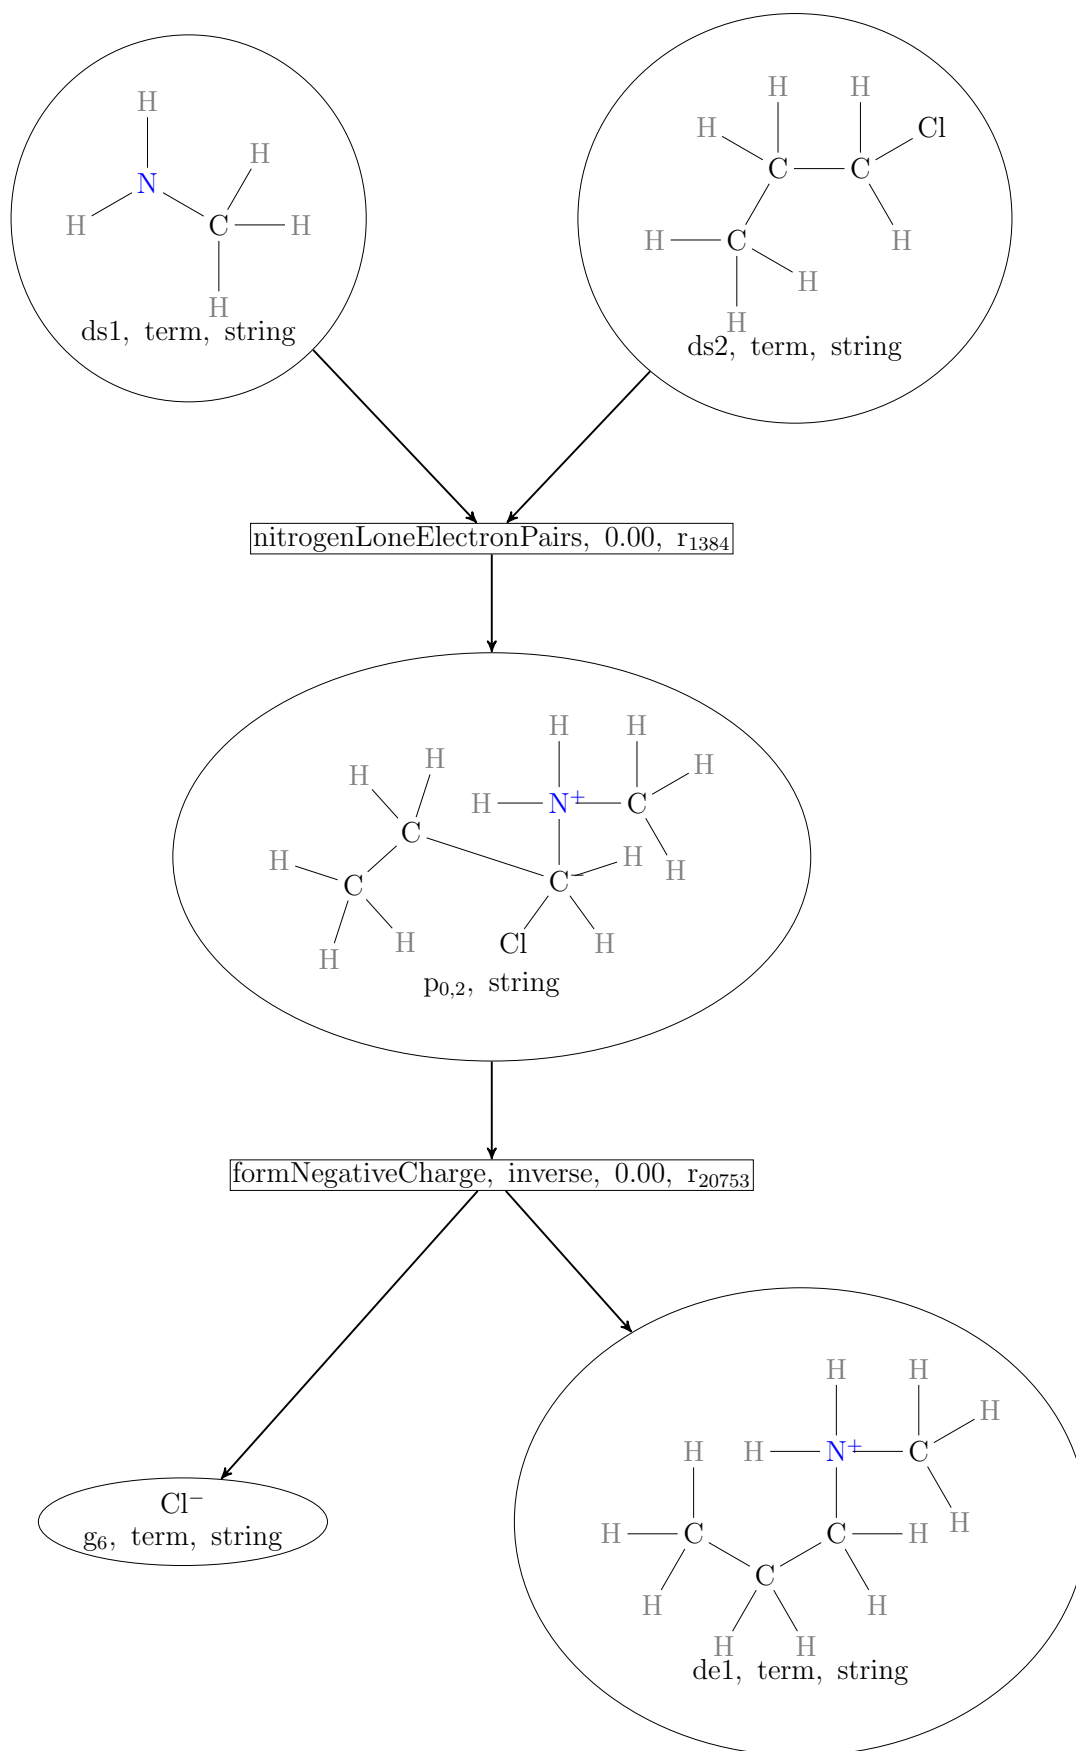 H
H
N
H
C
H
H
ds1, term, string
H
H
H
Cl
C
C
H
C
H
H
H
ds2, term, string
nitrogenLoneElectronPairs, 0.00, r1384
H
H
H
H
H
H
N+
C
C
H
H
H
C
C−
H
H
Cl
H
p0,2, string
formNegativeCharge, inverse, 0.00, r20753
Cl−
g6, term, string
H
H
H
H
H
N+
C
H
H
C
C
H
C
H
H
H
H
de1, term, string